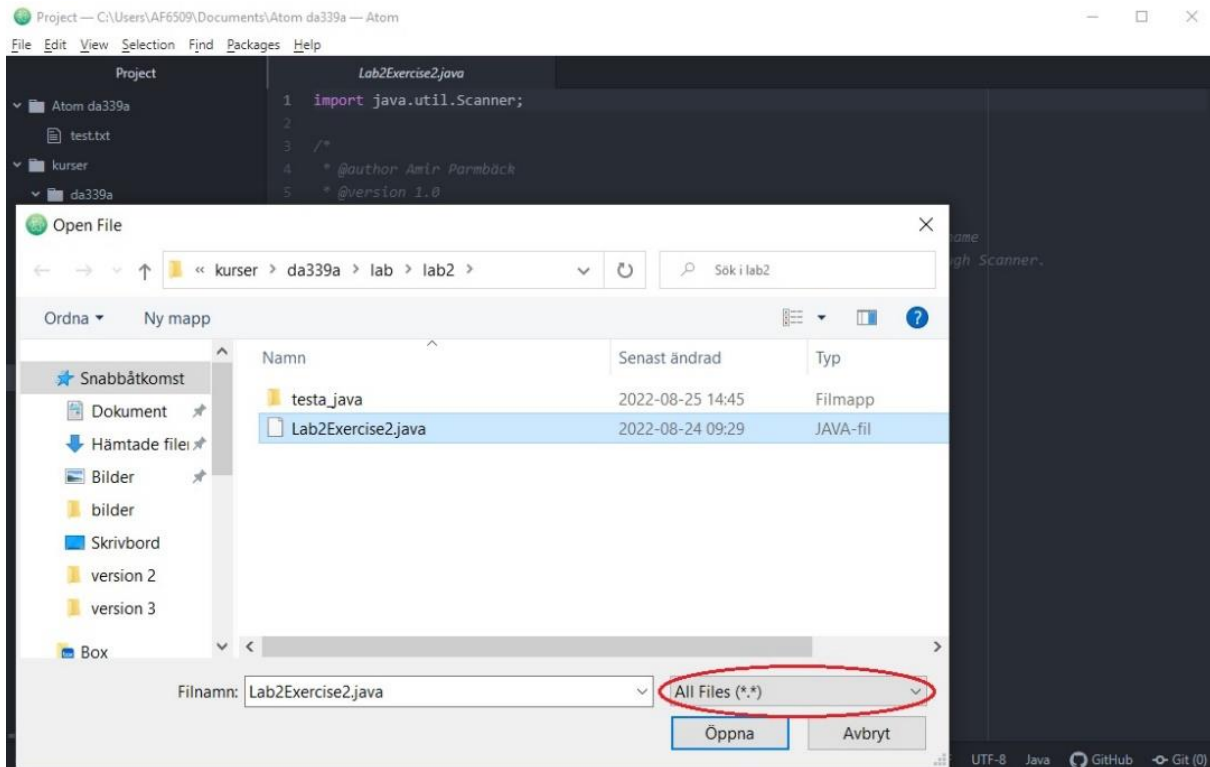 Project — C:\Users\AF6509\Documents\Atom da339a — Atom
File Edit View Selection Find Packages Help
Project
Lab2Exercise2.java
Atom da339a
test.txt
kurser
da339a
1 import java.util.Scanner;
2
3 /*
4 * @author Amir Parmbäck
5 * @version 1.0
name
ugh Scanner.
Open File
« kurser > da339a > lab > lab2 >
Sök i lab2
Ordna Ny mapp
Namn Senast ändrad Typ
Snabbåtkomst
Dokument
Hämtade filer
Bilder
bilder
Skrivbord
version 2
version 3
Box
testa_java 2022-08-25 14:45 Filmapp
Lab2Exercise2.java 2022-08-24 09:29 JAVA-fil
Filnamn: Lab2Exercise2.java
All Files (*.*)
Öppna Avbryt
UTF-8 Java GitHub Git (0)